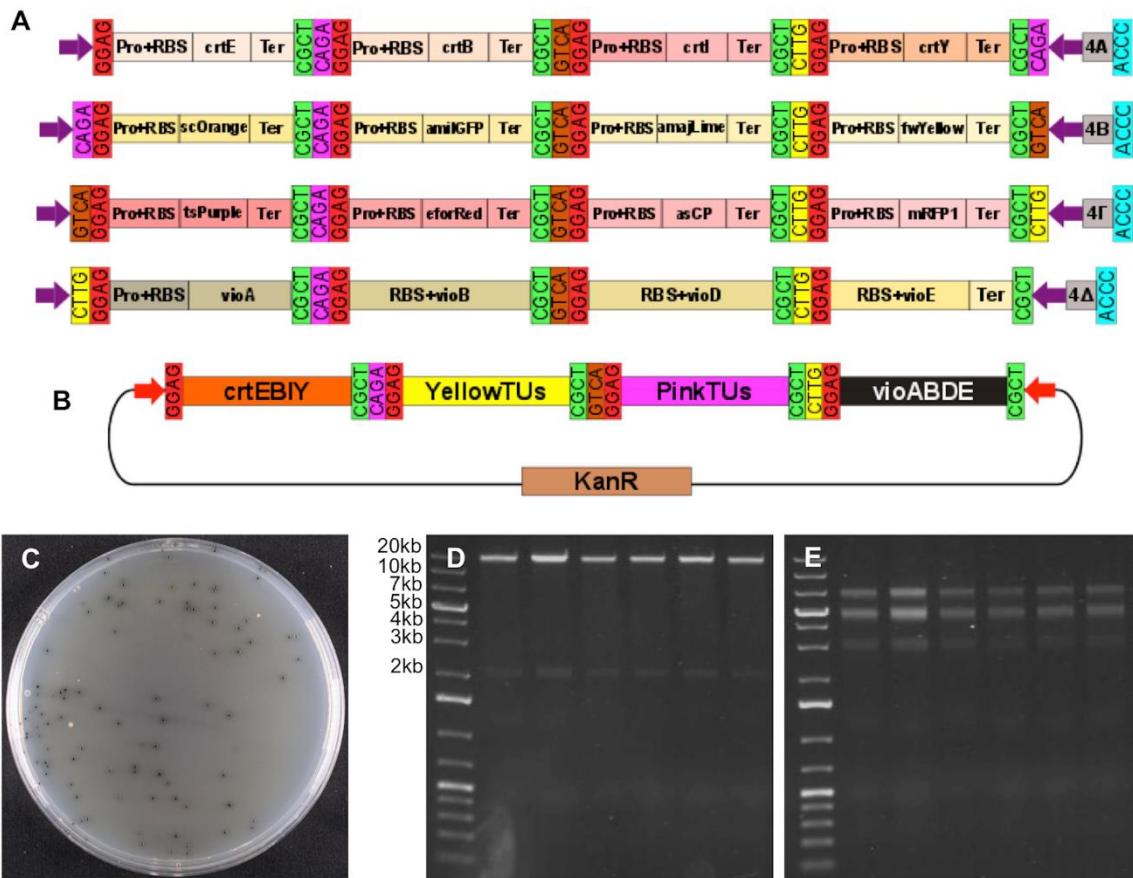 A
GGAG Pro+RBS crtE Ter CGCT CAGA GGAG Pro+RBS crtB Ter CGCT GTCA GGAG Pro+RBS crtI Ter CGCT CTTG GGAG Pro+RBS crtY Ter CGCT CAGA 4A ACCC
CAGA GGAG Pro+RBS scOrange Ter CGCT CAGA GGAG Pro+RBS amilGFP Ter CGCT GTCA GGAG Pro+RBS amajLime Ter CGCT CTTG GGAG Pro+RBS fwYellow Ter CGCT GTCA 4B ACCC
GTCA GGAG Pro+RBS tsPurple Ter CGCT CAGA GGAG Pro+RBS eforRed Ter CGCT GTCA GGAG Pro+RBS asCP Ter CGCT CTTG GGAG Pro+RBS mRFP1 Ter CGCT CTTG 4Γ ACCC
CTTG GGAG Pro+RBS vioA CGCT CAGA GGAG RBS+vioB CGCT GTCA GGAG RBS+vioD CGCT CTTG GGAG RBS+vioE Ter CGCT 4Δ ACCC
B
GGAG crtEBIY CGCT CAGA GGAG YellowTUs CGCT GTCA GGAG PinkTUs CGCT CTTG GGAG vioABDE CGCT
KanR
C
D
E
20kb
10kb
7kb
5kb
4kb
3kb
2kb